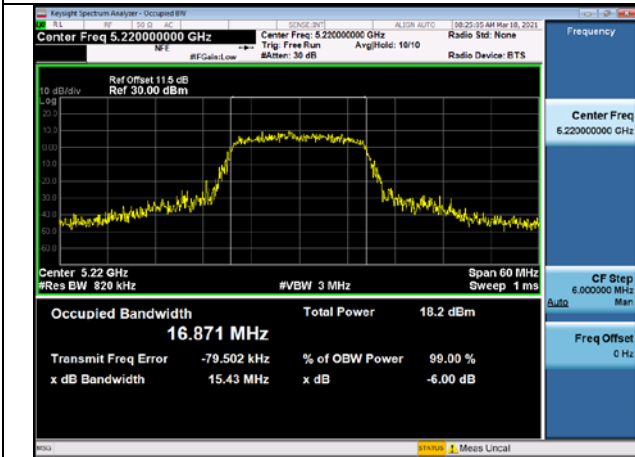 Keysight Spectrum Analyzer - Occupied BW
RL RF 50 Ω AC SENSE:INT ALIGN AUTO 08:25:35 AM Mar 18, 2021
Center Freq 5.220000000 GHz
Center Freq: 5.220000000 GHz
Radio Std: None
NFE
Trig: Free Run Avg|Hold: 10/10
#IFGain:Low
#Atten: 30 dB
Radio Device: BTS
Ref Offset 11.5 dB
10 dB/div Ref 30.00 dBm
Log
20.0
10.0
0.00
10.0
20.0
30.0
40.0
50.0
60.0
Center 5.22 GHz
Span 60 MHz
#Res BW 820 kHz
#VBW 3 MHz
Sweep 1 ms
Occupied Bandwidth
16.871 MHz
Total Power 18.2 dBm
Transmit Freq Error -79.502 kHz
% of OBW Power 99.00 %
x dB Bandwidth 15.43 MHz
x dB -6.00 dB
MSG
STATUS Meas Uncal
Frequency
Center Freq
5.220000000 GHz
CF Step
6.000000 MHz
Auto Man
Freq Offset
0 Hz